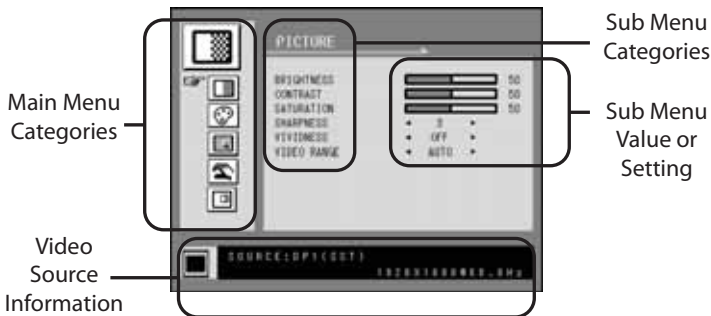 Main Menu
Categories
Sub Menu
Categories
Sub Menu
Value or
Setting
Video
Source
Information
PICTURE
BRIGHTNESS 50
CONTRAST 50
SATURATION 50
SHARPNESS
VIVIDNESS OFF
VIDEO RANGE AUTO
SOURCE:DP1(SST)